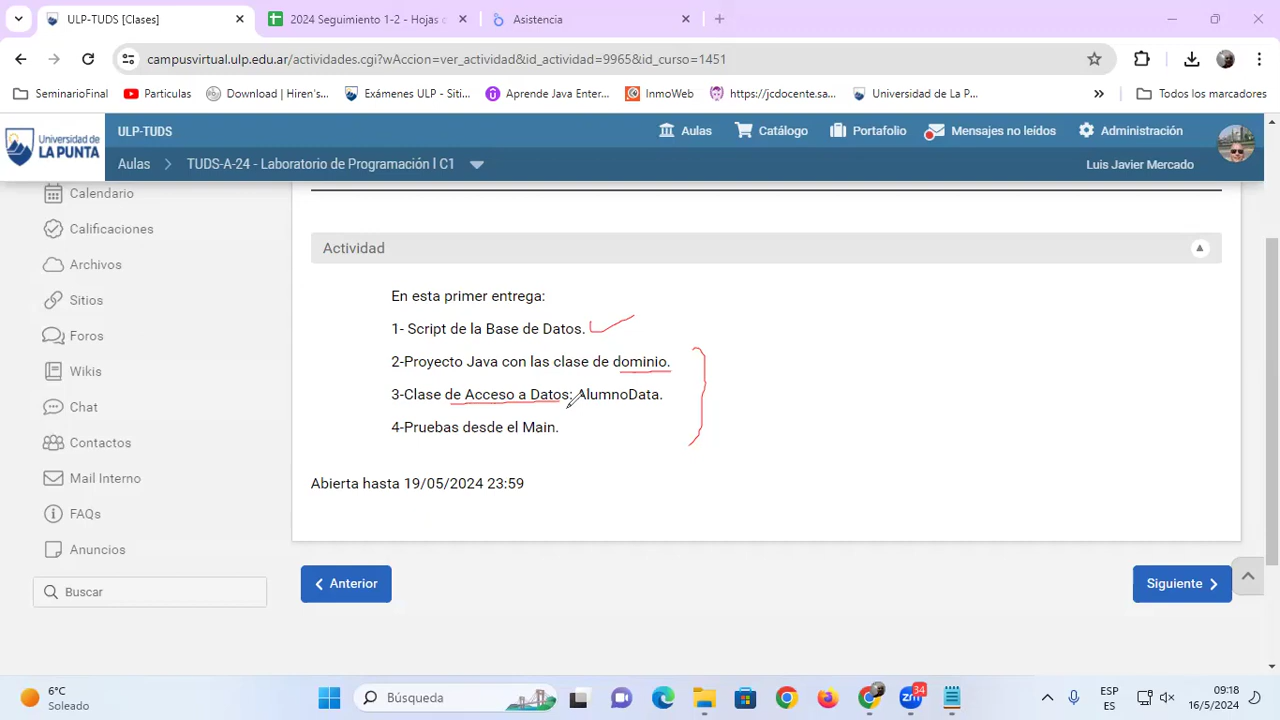 ULP-TUDS [Clases]
2024 Seguimiento 1-2 - Hojas d
Asistencia
campusvirtual.ulp.edu.ar/actividades.cgi?wAccion=ver_actividad&id_actividad=9965&id_curso=1451
SeminarioFinal
Particulas
Download | Hiren's...
Exámenes ULP - Siti...
Aprende Java Enter...
InmoWeb
https://jcdocente.sa...
Universidad de La P...
Todos los marcadores
Universidad de
LA PUNTA
ULP-TUDS
Aulas
Catálogo
Portafolio
Mensajes no leídos
Administración
Aulas
TUDS-A-24 - Laboratorio de Programación I C1
Luis Javier Mercado
Calendario
Calificaciones
Archivos
Sitios
Foros
Wikis
Chat
Contactos
Mail Interno
FAQs
Anuncios
Buscar
Actividad
En esta primer entrega:
1- Script de la Base de Datos.
2-Proyecto Java con las clase de dominio.
3-Clase de Acceso a Datos: AlumnoData.
4-Pruebas desde el Main.
Abierta hasta 19/05/2024 23:59
Anterior
Siguiente
6°C
Soleado
Búsqueda
zm
34
ESP
ES
09:18
16/5/2024